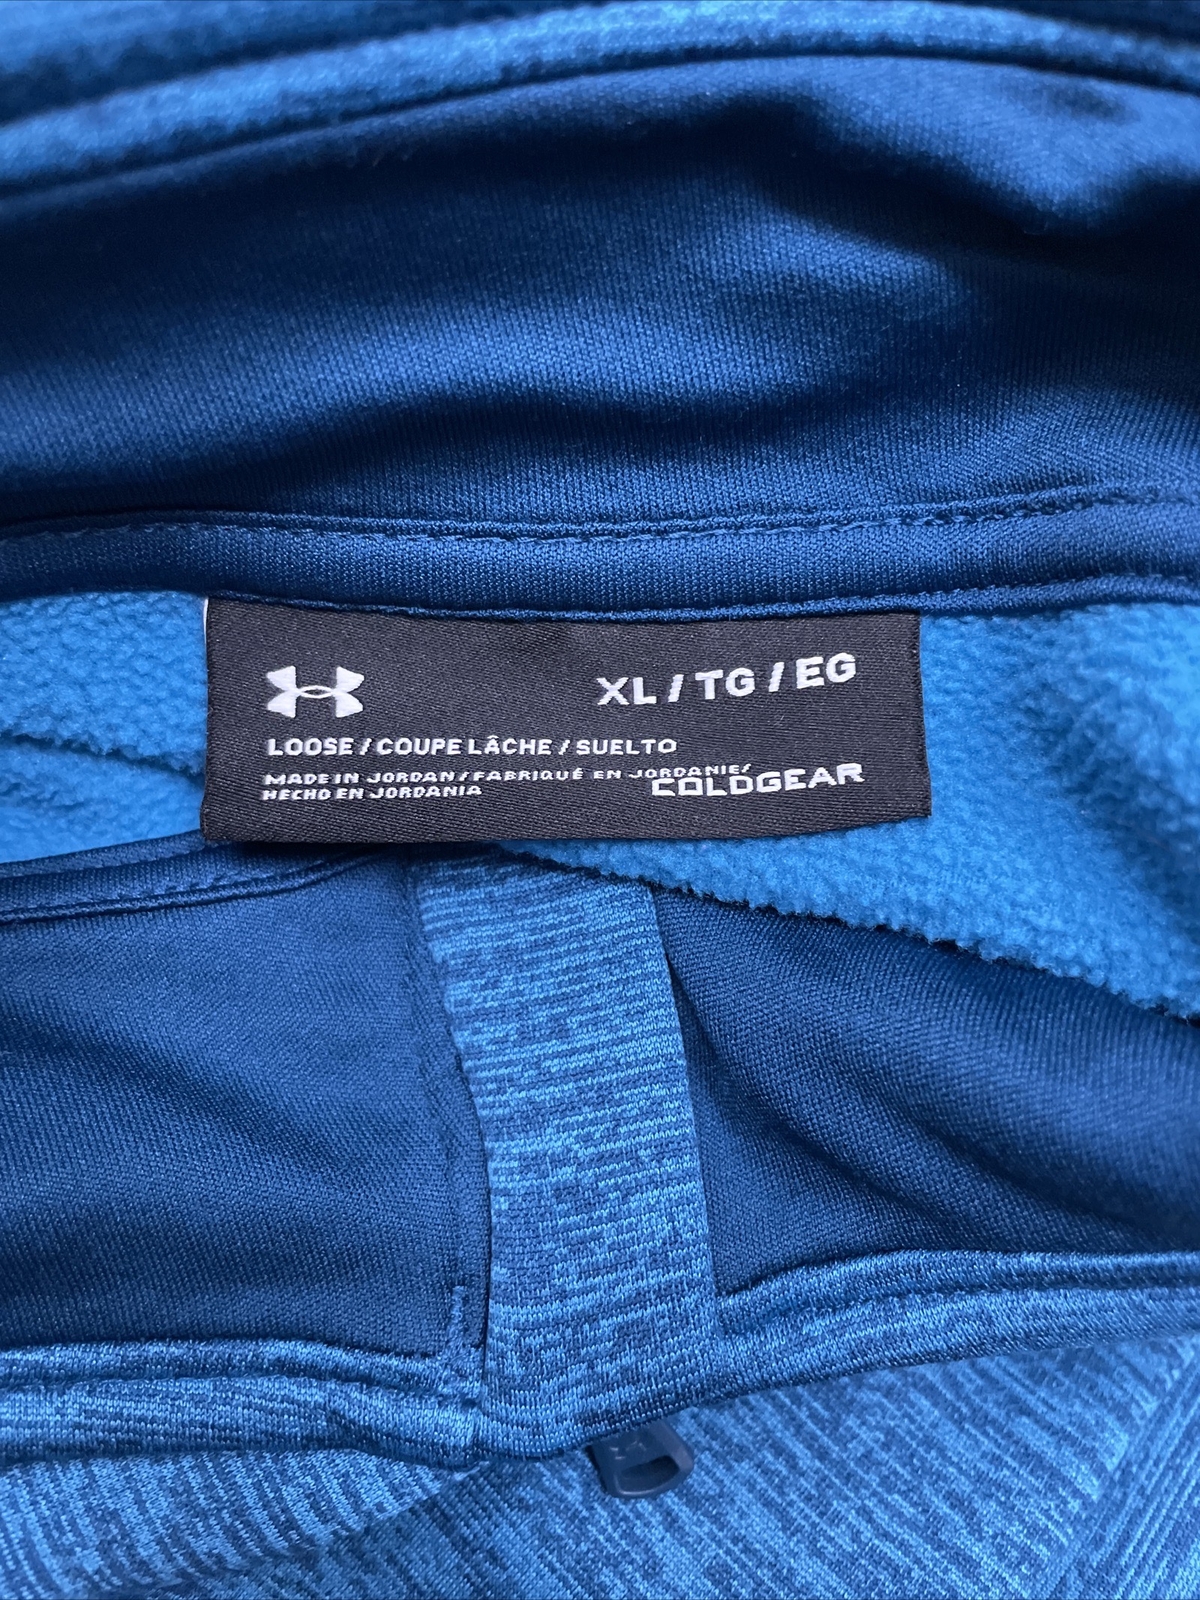 XL / TG / EG
LOOSE / COUPE LÂCHE / SUELTO
MADE IN JORDAN / FABRIQUÉ EN JORDANIE/
HECHO EN JORDANIA
COLDGEAR